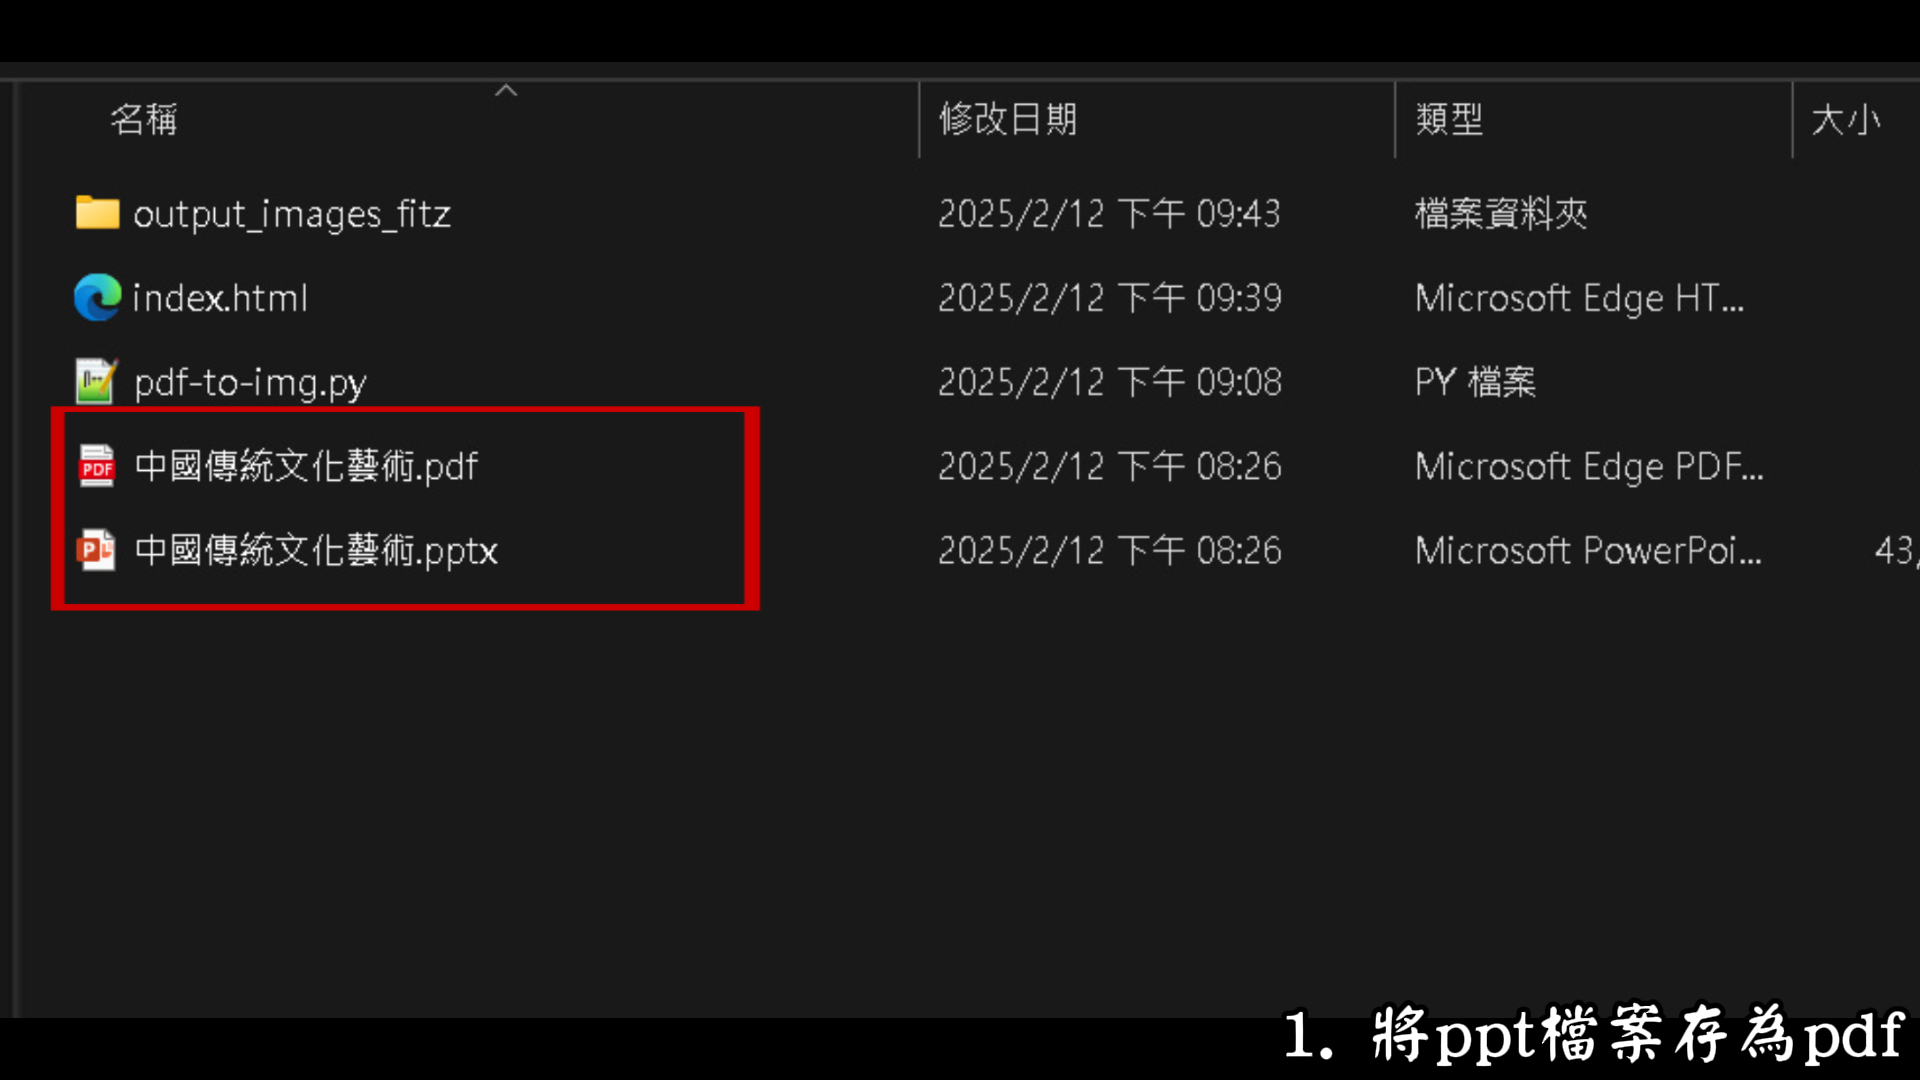 名稱 修改日期 類型 大小
output_images_fitz 2025/2/12 下午 09:43 檔案資料夾
index.html 2025/2/12 下午 09:39 Microsoft Edge HT...
pdf-to-img.py 2025/2/12 下午 09:08 PY 檔案
中國傳統文化藝術.pdf 2025/2/12 下午 08:26 Microsoft Edge PDF...
中國傳統文化藝術.pptx 2025/2/12 下午 08:26 Microsoft PowerPoi... 43,
1. 將ppt檔案存為pdf